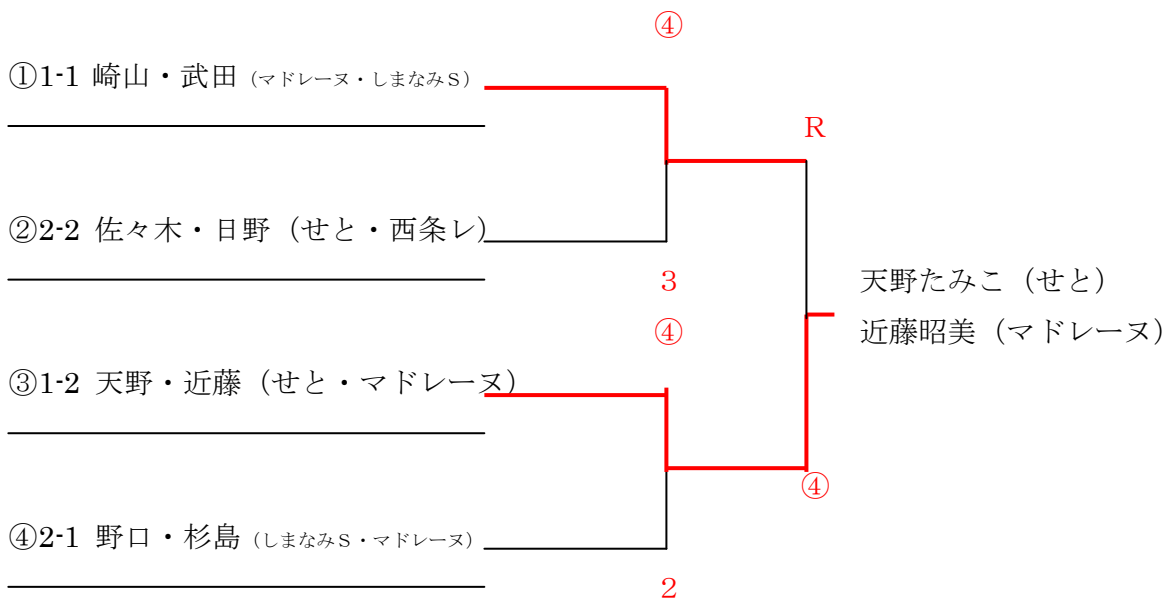 ④
①1-1 崎山・武田（マドレーヌ・しまなみＳ）
Ｒ
②2-2 佐々木・日野（せと・西条レ）
３
天野たみこ（せと）
④
近藤昭美（マドレーヌ）
③1-2 天野・近藤（せと・マドレーヌ）
④
④2-1 野口・杉島（しまなみＳ・マドレーヌ）
２